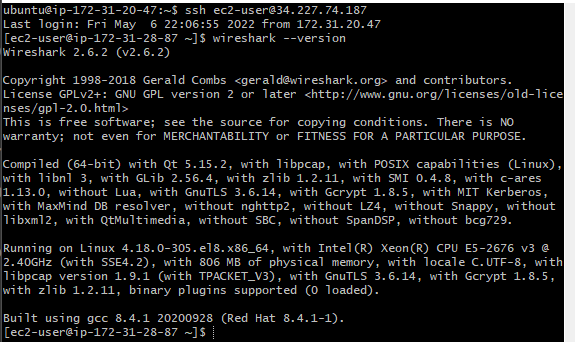 ubuntu@ip-172-31-20-47:~$ ssh ec2-user@34.227.74.187
Last login: Fri May  6 22:06:55 2022 from 172.31.20.47
[ec2-user@ip-172-31-28-87 ~]$ wireshark --version
Wireshark 2.6.2 (v2.6.2)
Copyright 1998-2018 Gerald Combs <gerald@wireshark.org> and contributors.
License GPLv2+: GNU GPL version 2 or later <http://www.gnu.org/licenses/old-lice
nses/gpl-2.0.html>
This is free software; see the source for copying conditions. There is NO
warranty; not even for MERCHANTABILITY or FITNESS FOR A PARTICULAR PURPOSE.
Compiled (64-bit) with Qt 5.15.2, with libpcap, with POSIX capabilities (Linux),
with libnl 3, with GLib 2.56.4, with zlib 1.2.11, with SMI 0.4.8, with c-ares
1.13.0, without Lua, with GnuTLS 3.6.14, with Gcrypt 1.8.5, with MIT Kerberos,
with MaxMind DB resolver, without nghttp2, without LZ4, without Snappy, without
libxml2, with QtMultimedia, without SBC, without SpanDSP, without bcg729.
Running on Linux 4.18.0-305.el8.x86_64, with Intel(R) Xeon(R) CPU E5-2676 v3 @
2.40GHz (with SSE4.2), with 806 MB of physical memory, with locale C.UTF-8, with
libpcap version 1.9.1 (with TPACKET_V3), with GnuTLS 3.6.14, with Gcrypt 1.8.5,
with zlib 1.2.11, binary plugins supported (0 loaded).
Built using gcc 8.4.1 20200928 (Red Hat 8.4.1-1).
[ec2-user@ip-172-31-28-87 ~]$